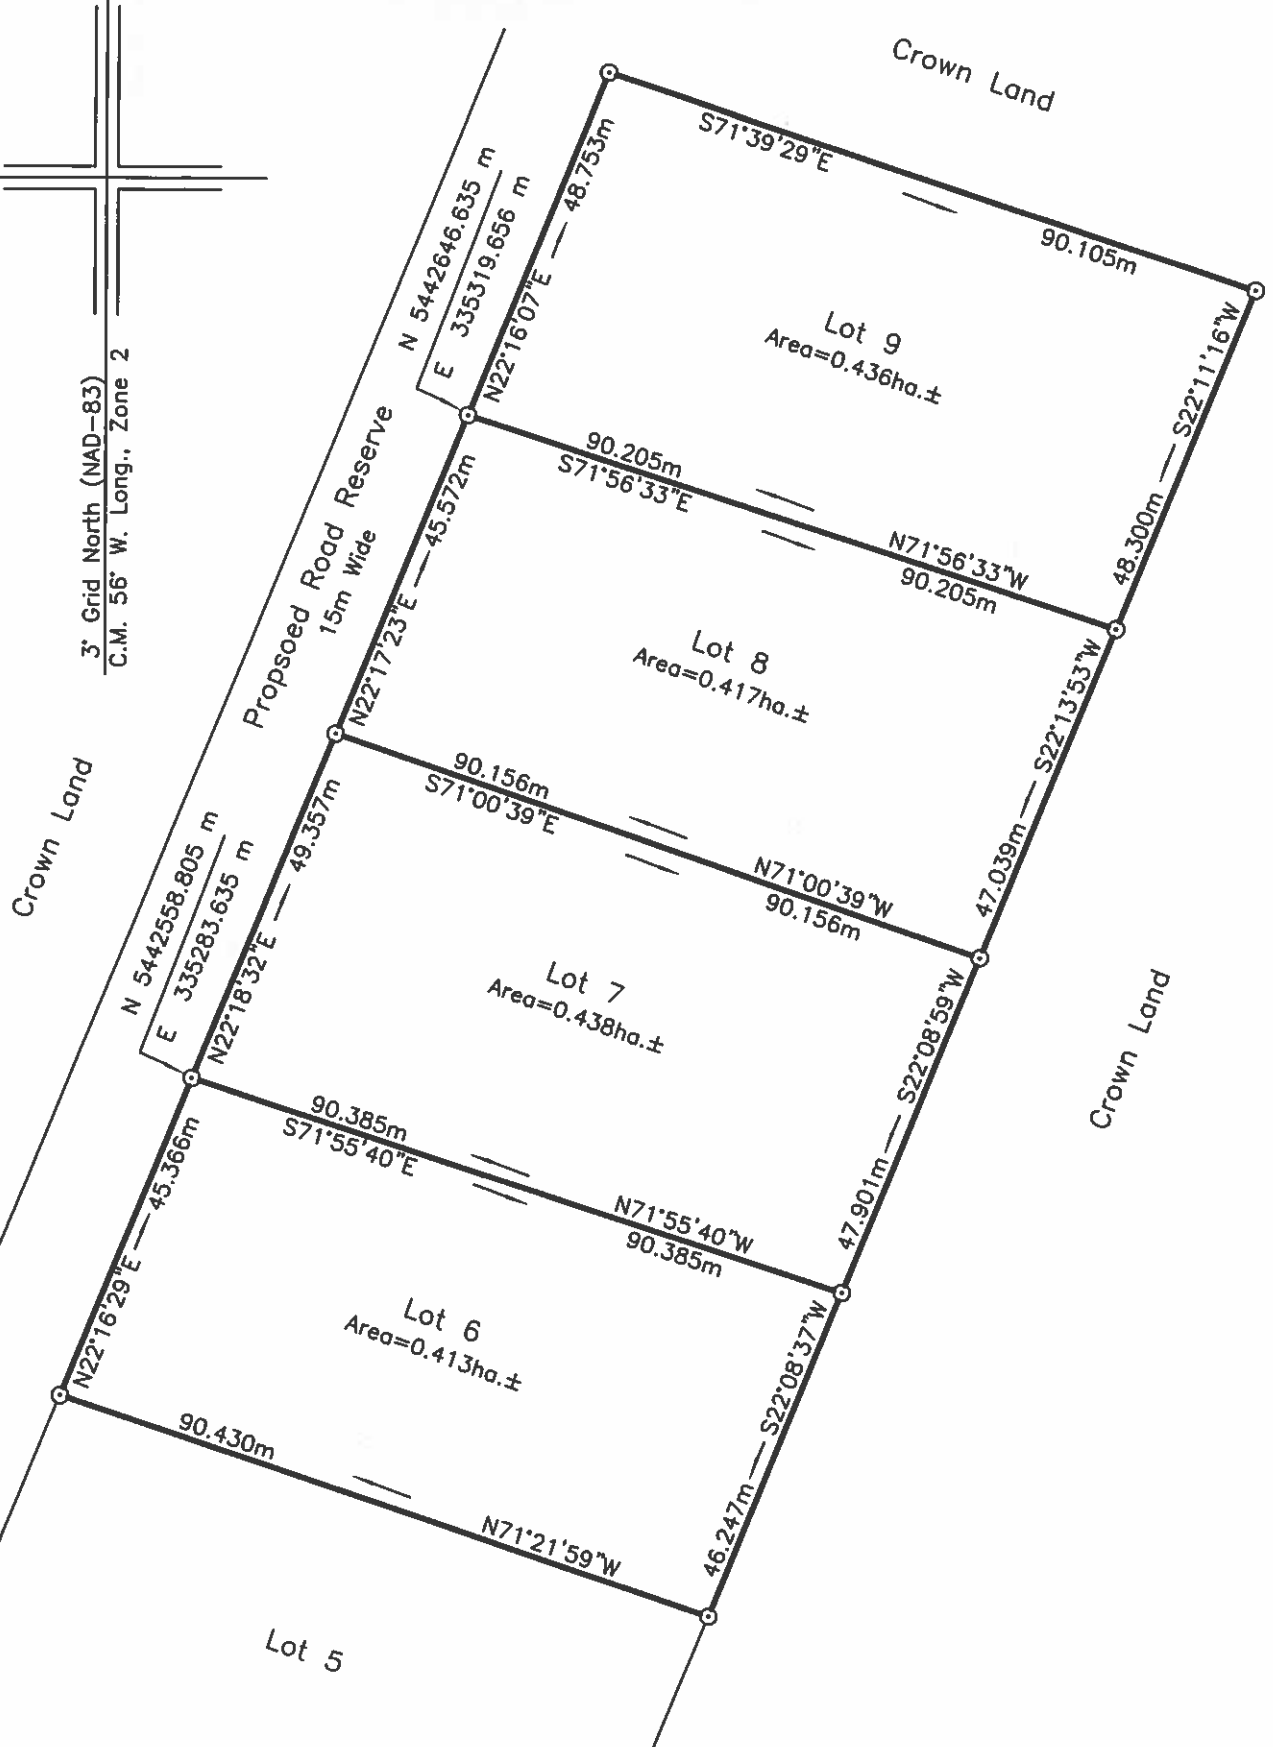 Crown Land
3° Grid North (NAD-83)
C.M. 56° W. Long., Zone 2
S71°39'29"E
90.105m
N22°16'07"E — 48.753m
N 5442646.635 m
E 335319.656 m
Lot 9
Area=0.436ha.±
48.300m — S22°11'16"W
90.205m
S71°56'33"E
N71°56'33"W
90.205m
Propsoed Road Reserve
15m Wide
N22°17'23"E — 45.572m
Lot 8
Area=0.417ha.±
47.039m — S22°13'53"W
90.156m
S71°00'39"E
N71°00'39"W
90.156m
Crown Land
N 5442558.805 m
E 335283.635 m
N22°18'32"E — 49.357m
Lot 7
Area=0.438ha.±
47.901m — S22°08'59"W
Crown Land
90.385m
S71°55'40"E
N71°55'40"W
90.385m
N22°16'29"E — 45.366m
Lot 6
Area=0.413ha.±
46.247m — S22°08'37"W
90.430m
N71°21'59"W
Lot 5